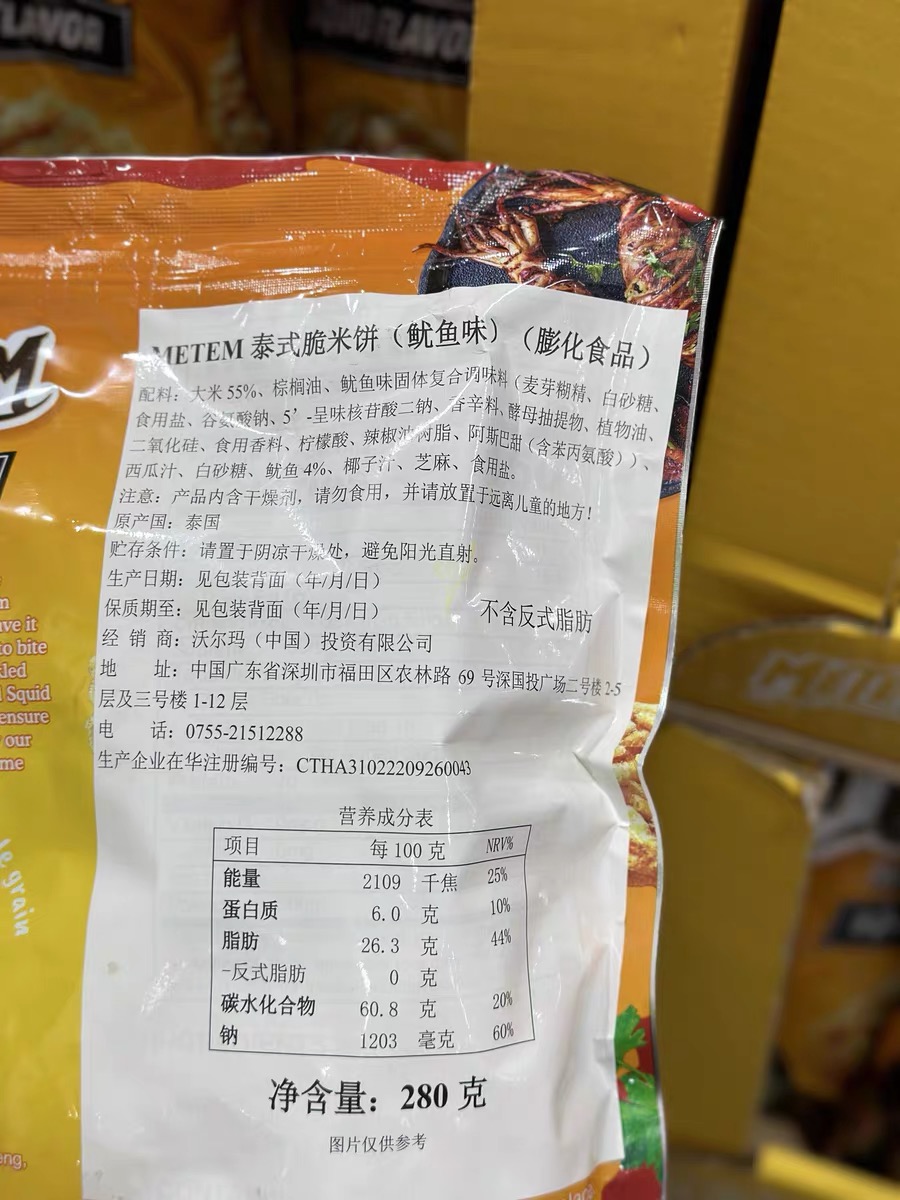 FLAVOR
SQUID FLAVO
METEM 泰式脆米饼（鱿鱼味）（膨化食品）
配料：大米 55%、棕榈油、鱿鱼味固体复合调味料（麦芽糊精、白砂糖、
食用盐、谷氨酸钠、5’-呈味核苷酸二钠、香辛料、酵母抽提物、植物油、
二氧化硅、食用香料、柠檬酸、辣椒油树脂、阿斯巴甜（含苯丙氨酸））、
西瓜汁、白砂糖、鱿鱼 4%、椰子汁、芝麻、食用盐。
注意：产品内含干燥剂，请勿食用，并请放置于远离儿童的地方！
原产国：泰国
贮存条件：请置于阴凉干燥处，避免阳光直射。
生产日期：见包装背面（年/月/日）
保质期至：见包装背面（年/月/日） 不含反式脂肪
经 销 商：沃尔玛（中国）投资有限公司
地 址：中国广东省深圳市福田区农林路 69 号深国投广场二号楼 2-5
层及三号楼 1-12 层
电 话：0755-21512288
生产企业在华注册编号：CTHA31022209260043
营养成分表
项目 每 100 克 NRV%
能量 2109 千焦 25%
蛋白质 6.0 克 10%
脂肪 26.3 克 44%
-反式脂肪 0 克
碳水化合物 60.8 克 20%
钠 1203 毫克 60%
净含量：280 克
图片仅供参考
M
ave it
to bite
Squid
ensure
our
me
grain